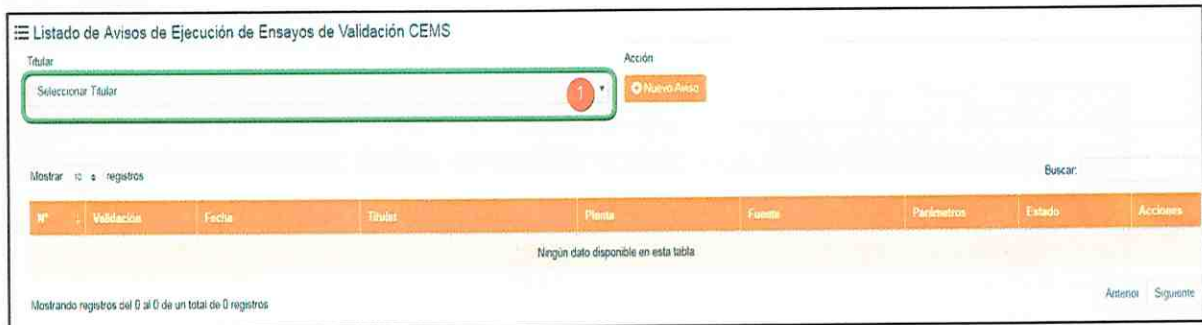 Listado de Avisos de Ejecución de Ensayos de Validación CEMS
Titular
Acción
Seleccionar Titular
1
Nuevo Aviso
Mostrar 10 registros
Buscar:
Nº Validación Fecha Titular Planta Fuente Parámetros Estado Acciones
Ningún dato disponible en esta tabla
Mostrando registros del 0 al 0 de un total de 0 registros
Anterior Siguiente